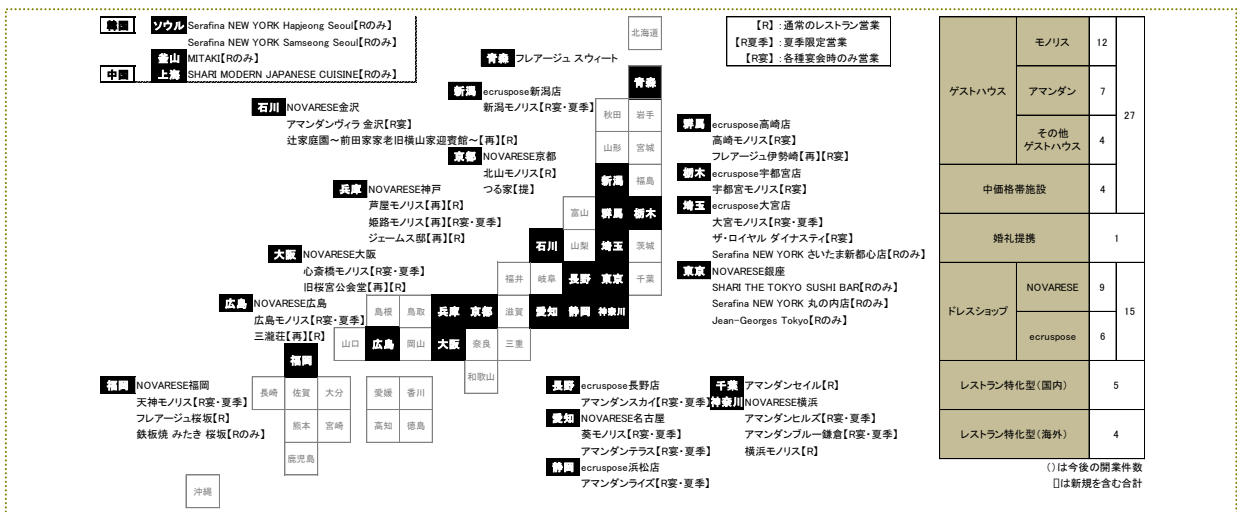 韓国 ソウル Serafina NEW YORK Hapjeong Seoul【Rのみ】
Serafina NEW YORK Samseong Seoul【Rのみ】
釜山 MITAKI【Rのみ】
中国 上海 SHARI MODERN JAPANESE CUISINE【Rのみ】
【R】：通常のレストラン営業
【R夏季】：夏季限定営業
【R宴】：各種宴会時のみ営業
青森 フレアージュ スウィート
新潟 ecruspose新潟店
新潟モノリス【R宴・夏季】
石川 NOVARESE金沢
アマンダンヴィラ 金沢【R宴】
辻家庭園～前田家家老旧横山家迎賓館～【再】【R】
京都 NOVARESE京都
北山モノリス【R】
つる家【提】
兵庫 NOVARESE神戸
芦屋モノリス【再】【R】
姫路モノリス【再】【R宴・夏季】
ジェームス邸【再】【R】
大阪 NOVARESE大阪
心斎橋モノリス【R宴・夏季】
旧桜宮公会堂【再】【R】
広島 NOVARESE広島
広島モノリス【R宴・夏季】
三瀧荘【再】【R】
福岡 NOVARESE福岡
天神モノリス【R宴・夏季】
フレアージュ桜坂【R】
鉄板焼 みたき 桜坂【Rのみ】
北海道
青森
秋田 岩手
山形 宮城
新潟 福島
富山 群馬 栃木
石川 山梨 埼玉 茨城
福井 岐阜 長野 東京 千葉
島根 鳥取 兵庫 京都 滋賀 愛知 静岡 神奈川
山口 広島 岡山 大阪 奈良 三重
福岡 和歌山
長崎 佐賀 大分 愛媛 香川
熊本 宮崎 高知 徳島
鹿児島
沖縄
群馬 ecruspose高崎店
高崎モノリス【R宴】
フレアージュ伊勢崎【再】【R宴】
栃木 ecruspose宇都宮店
宇都宮モノリス【R宴】
埼玉 ecruspose大宮店
大宮モノリス【R宴・夏季】
ザ・ロイヤル ダイナスティ【R宴】
Serafina NEW YORK さいたま新都心店【Rのみ】
東京 NOVARESE銀座
SHARI THE TOKYO SUSHI BAR【Rのみ】
Serafina NEW YORK 丸の内店【Rのみ】
Jean-Georges Tokyo【Rのみ】
長野 ecruspose長野店
アマンダンスカイ【R宴・夏季】
愛知 NOVARESE名古屋
葵モノリス【R宴・夏季】
アマンダンテラス【R宴・夏季】
静岡 ecruspose浜松店
アマンダンライズ【R宴・夏季】
千葉 アマンダンセイル【R】
神奈川 NOVARESE横浜
アマンダンヒルズ【R宴・夏季】
アマンダンブルー鎌倉【R宴・夏季】
横浜モノリス【R】
ゲストハウス モノリス 12 27
アマンダン 7
その他
ゲストハウス 4
中価格帯施設 4
婚礼提携 1
ドレスショップ NOVARESE 9 15
ecruspose 6
レストラン特化型（国内） 5
レストラン特化型（海外） 4
()は今後の開業件数
[]は新規を含む合計